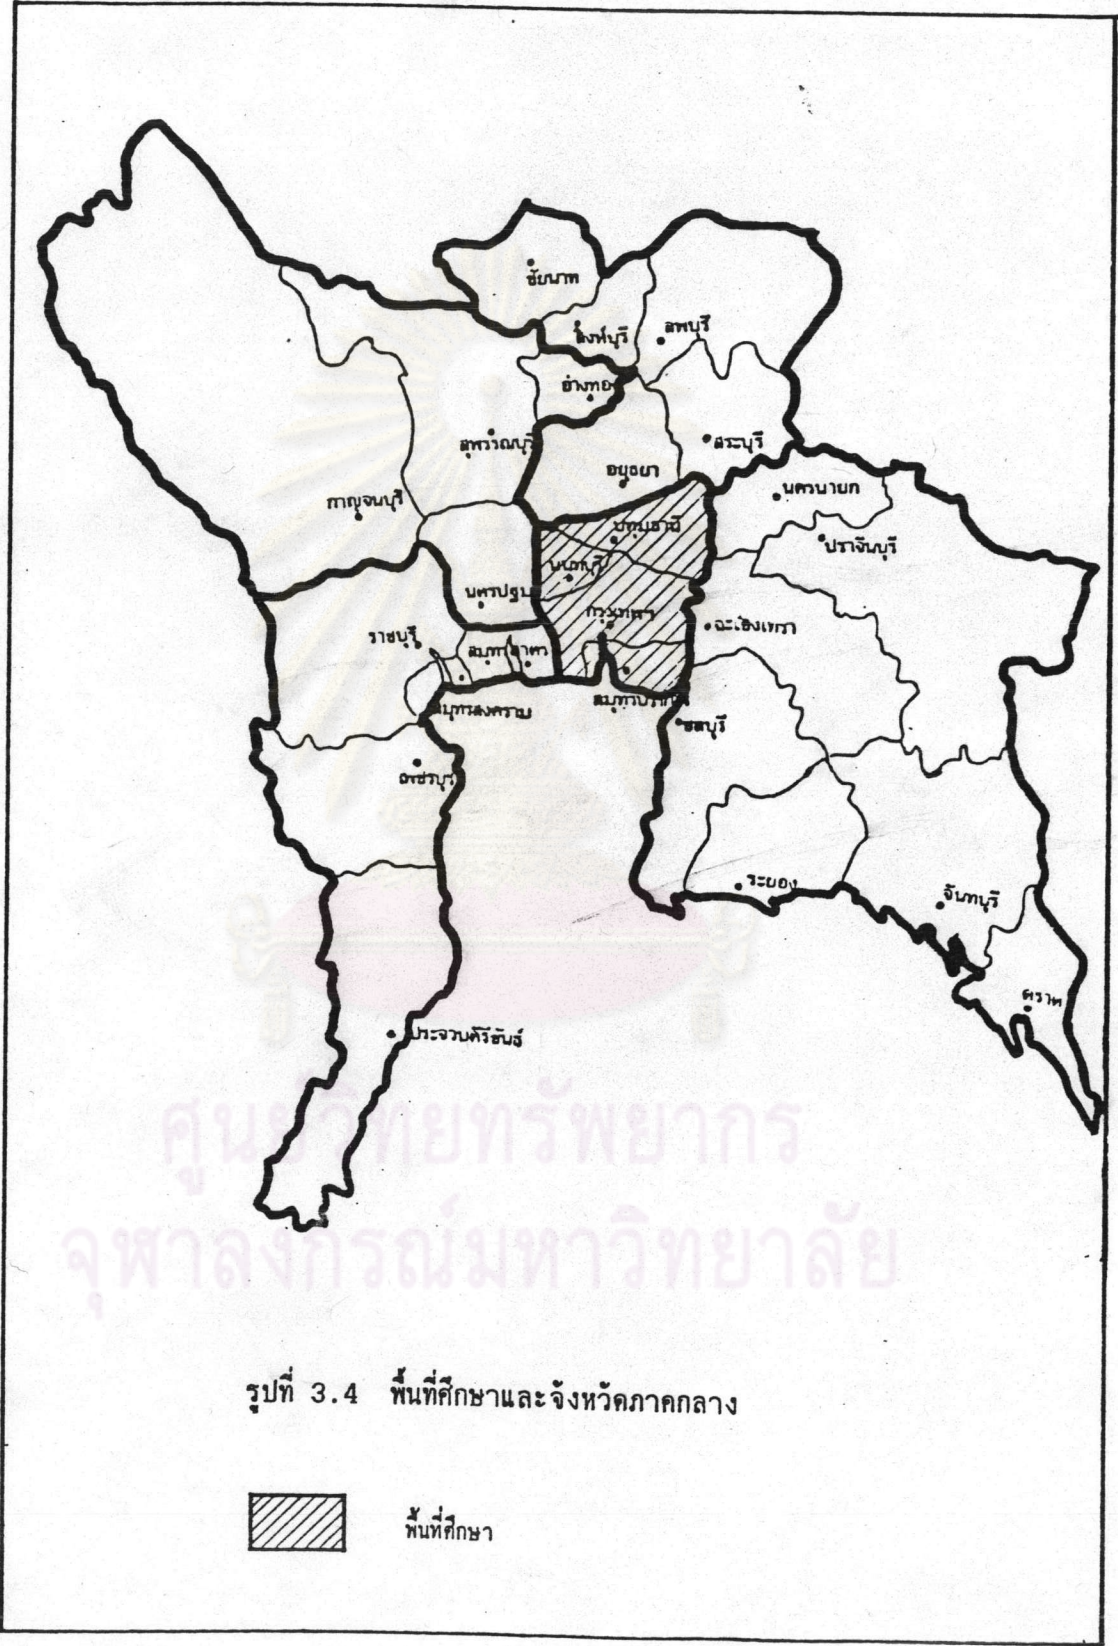 ชัยนาท
สิงห์บุรี
ลพบุรี
อ่างทอง
สุพรรณบุรี
สระบุรี
อยุธยา
นครนายก
กาญจนบุรี
ปทุมธานี
ปราจีนบุรี
นนทบุรี
นครปฐม
กรุงเทพฯ
ฉะเชิงเทรา
ราชบุรี
สมุทรสาคร
สมุทรปราการ
สมุทรสงคราม
ชลบุรี
เพชรบุรี
ระยอง
จันทบุรี
ตราด
ประจวบคีรีขันธ์
ศูนย์วิทยทรัพยากร
จุฬาลงกรณ์มหาวิทยาลัย
รูปที่ 3.4 พื้นที่ศึกษาและจังหวัดภาคกลาง
พื้นที่ศึกษา